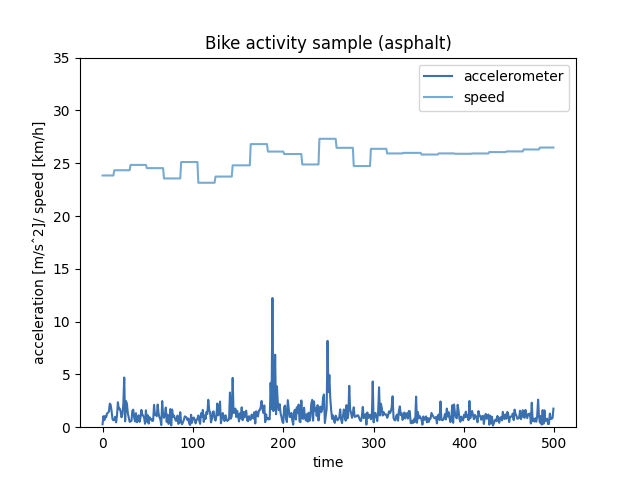 Bike activity sample (asphalt)
accelerometer
speed
35
30
25
20
15
10
5
0
acceleration [m/sˆ2]/ speed [km/h]
0 100 200 300 400 500
time